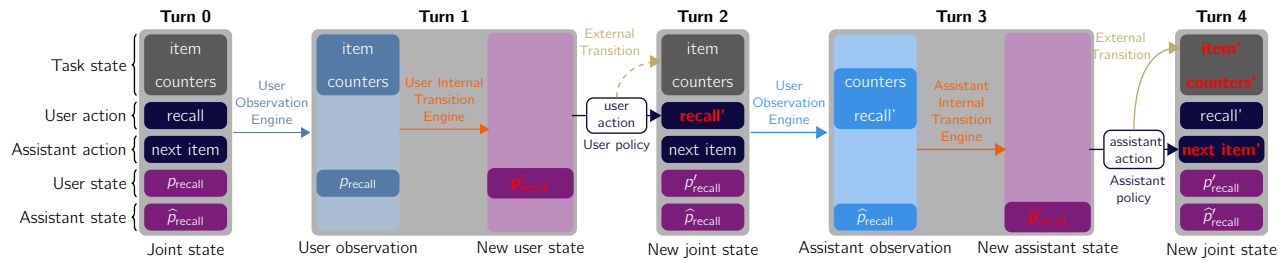 Turn 0
Turn 1
Turn 2
Turn 3
Turn 4
Task state
User action
Assistant action
User state
Assistant state
item
counters
recall
next item
p_recall
p̂_recall
Joint state
User
Observation
Engine
item
counters
p_recall
User observation
User Internal
Transition
Engine
p′_recall
New user state
External
Transition
user
action
User policy
item
counters
recall'
next item
p′_recall
p̂_recall
New joint state
User
Observation
Engine
counters
recall'
p̂_recall
Assistant observation
Assistant
Internal
Transition
Engine
p̂′_recall
New assistant state
External
Transition
assistant
action
Assistant
policy
item'
counters'
recall'
next item'
p′_recall
p̂′_recall
New joint state